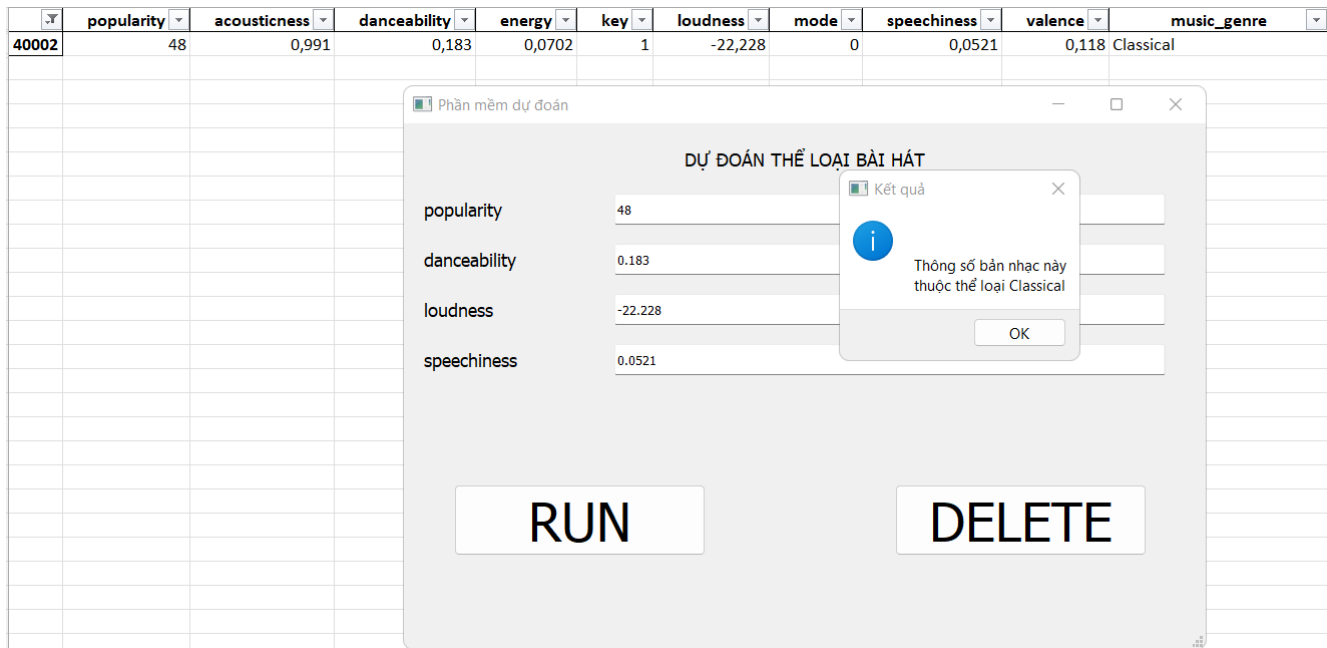 popularity acousticness danceability energy key loudness mode speechiness valence music_genre
40002 48 0,991 0,183 0,0702 1 -22,228 0 0,0521 0,118 Classical
Phần mềm dự đoán
DỰ ĐOÁN THỂ LOẠI BÀI HÁT
Kết quả
popularity 48
danceability 0.183
Thông số bản nhạc này
thuộc thể loại Classical
loudness -22.228
OK
speechiness 0.0521
RUN DELETE